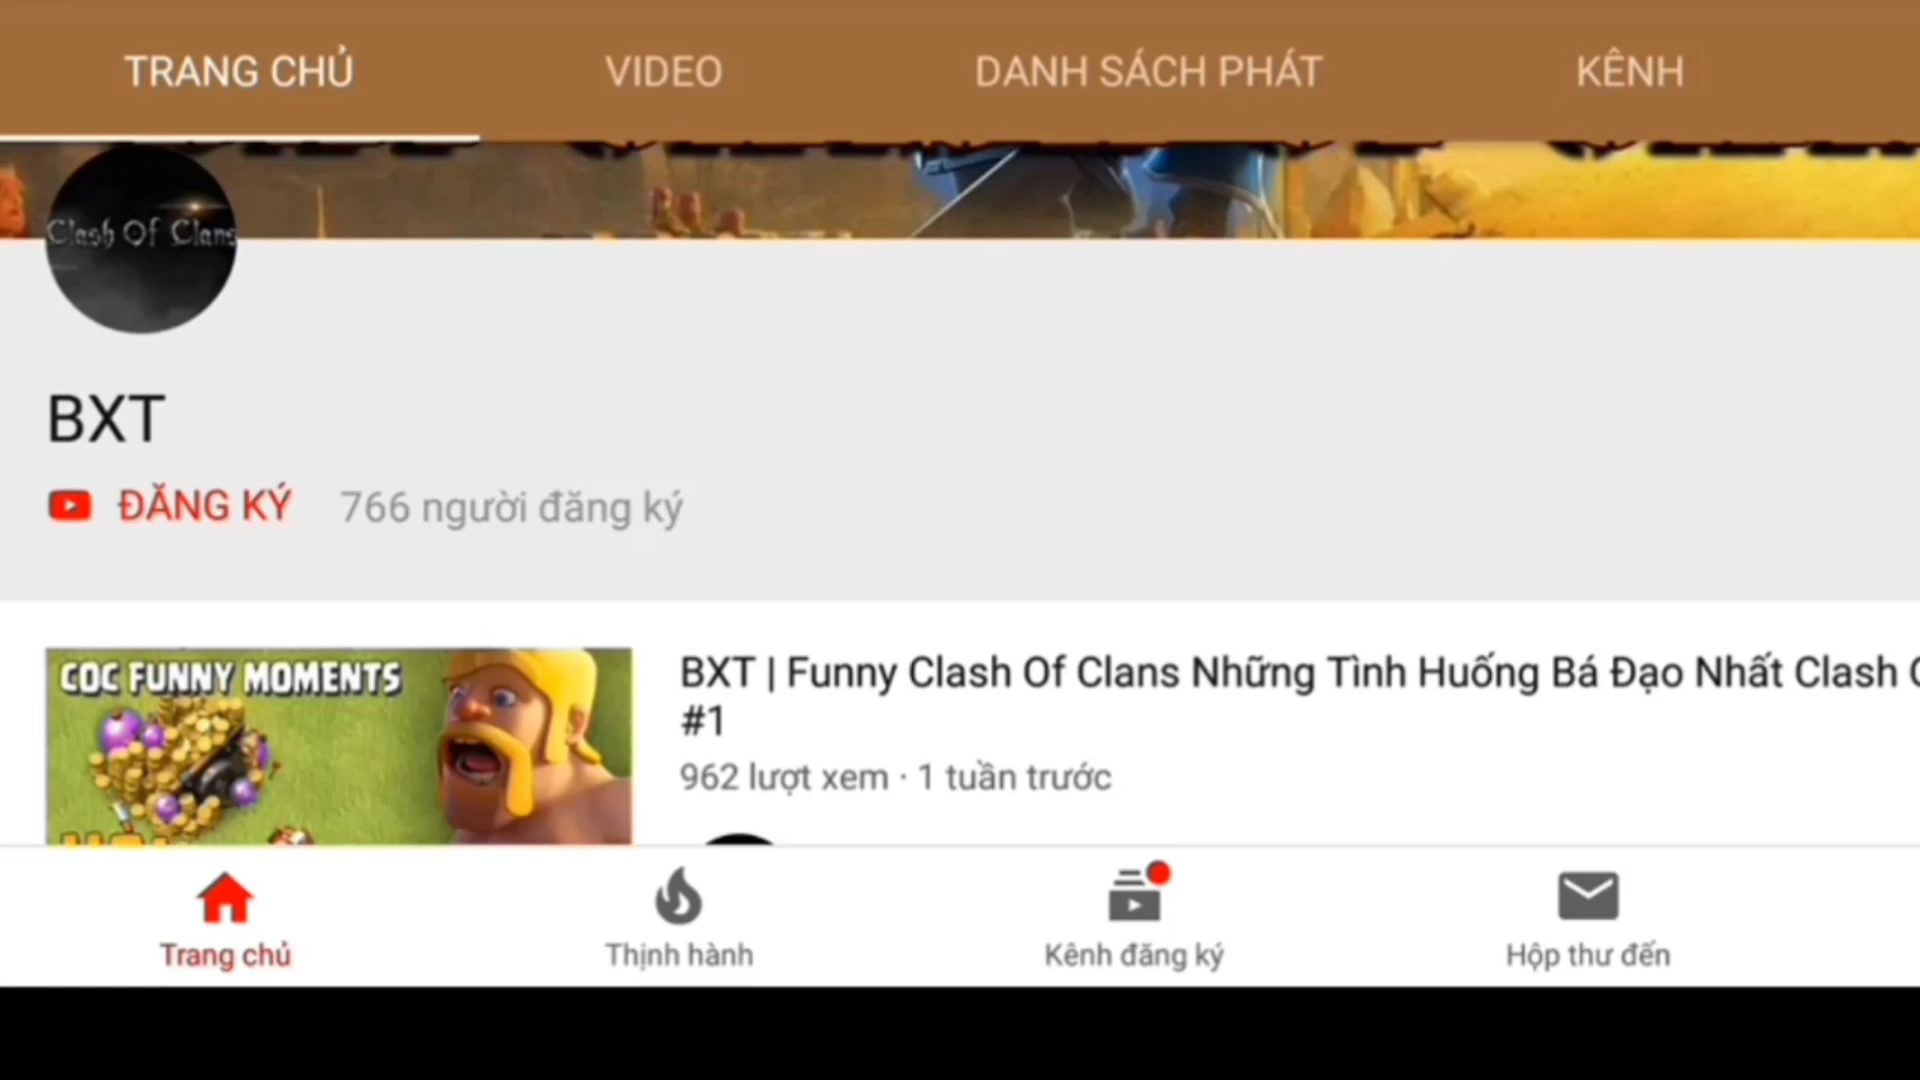 TRANG CHỦ VIDEO DANH SÁCH PHÁT KÊNH
Clash Of Clans
BXT
ĐĂNG KÝ 766 người đăng ký
COC FUNNY MOMENTS
BXT | Funny Clash Of Clans Những Tình Huống Bá Đạo Nhất Clash
#1
962 lượt xem · 1 tuần trước
Trang chủ Thịnh hành Kênh đăng ký Hộp thư đến